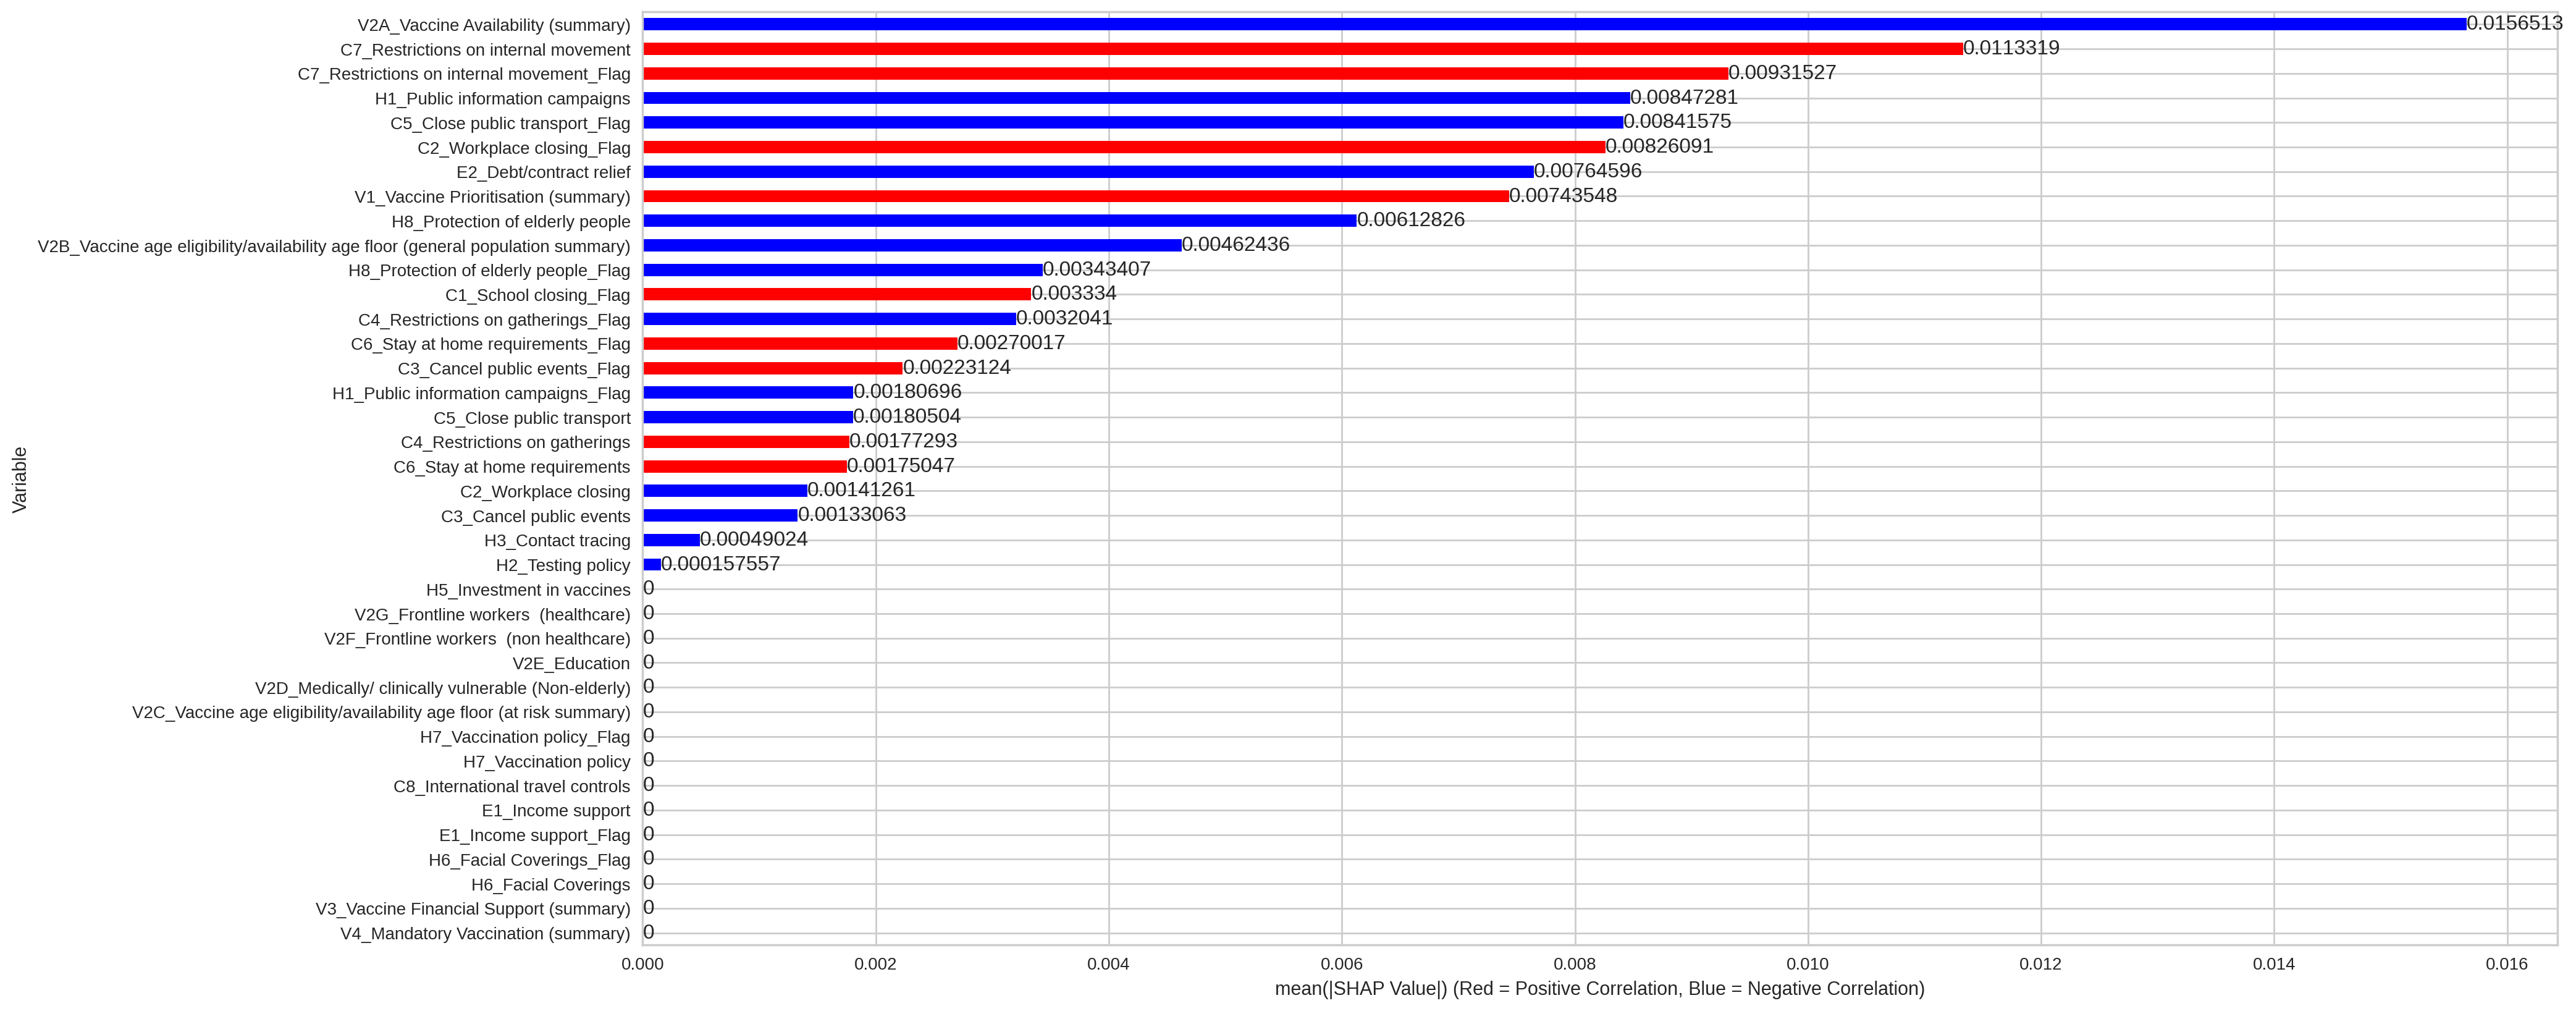 V2A_Vaccine Availability (summary) 0.0156513
C7_Restrictions on internal movement 0.0113319
C7_Restrictions on internal movement_Flag 0.00931527
H1_Public information campaigns 0.00847281
C5_Close public transport_Flag 0.00841575
C2_Workplace closing_Flag 0.00826091
E2_Debt/contract relief 0.00764596
V1_Vaccine Prioritisation (summary) 0.00743548
H8_Protection of elderly people 0.00612826
V2B_Vaccine age eligibility/availability age floor (general population summary) 0.00462436
H8_Protection of elderly people_Flag 0.00343407
C1_School closing_Flag 0.003334
C4_Restrictions on gatherings_Flag 0.0032041
C6_Stay at home requirements_Flag 0.00270017
C3_Cancel public events_Flag 0.00223124
H1_Public information campaigns_Flag 0.00180696
C5_Close public transport 0.00180504
C4_Restrictions on gatherings 0.00177293
C6_Stay at home requirements 0.00175047
C2_Workplace closing 0.00141261
C3_Cancel public events 0.00133063
H3_Contact tracing 0.00049024
H2_Testing policy 0.000157557
H5_Investment in vaccines 0
V2G_Frontline workers  (healthcare) 0
V2F_Frontline workers  (non healthcare) 0
V2E_Education 0
V2D_Medically/ clinically vulnerable (Non-elderly) 0
V2C_Vaccine age eligibility/availability age floor (at risk summary) 0
H7_Vaccination policy_Flag 0
H7_Vaccination policy 0
C8_International travel controls 0
E1_Income support 0
E1_Income support_Flag 0
H6_Facial Coverings_Flag 0
H6_Facial Coverings 0
V3_Vaccine Financial Support (summary) 0
V4_Mandatory Vaccination (summary) 0
Variable
0.000 0.002 0.004 0.006 0.008 0.010 0.012 0.014 0.016
mean(|SHAP Value|) (Red = Positive Correlation, Blue = Negative Correlation)